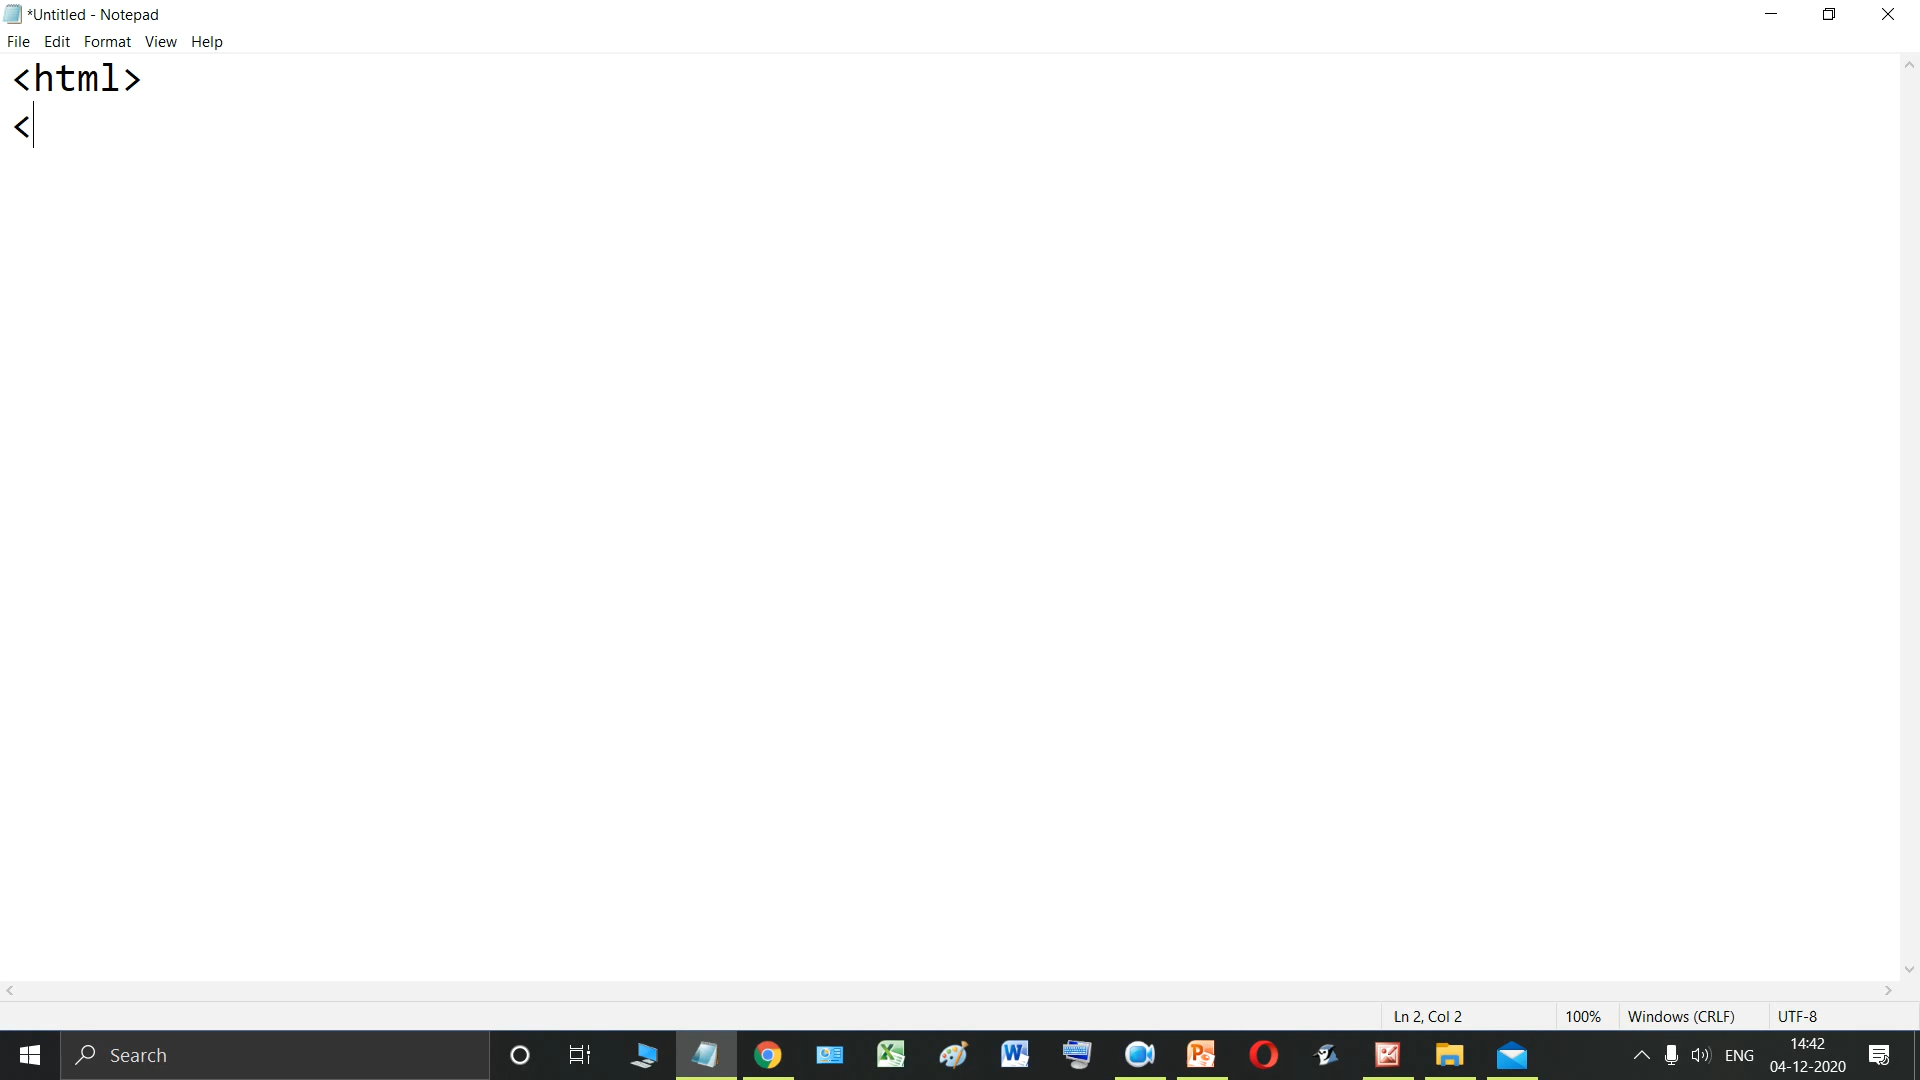 *Untitled - Notepad
File Edit Format View Help
<html>
<
Ln 2, Col 2 100% Windows (CRLF) UTF-8
Search ENG 14:42
04-12-2020